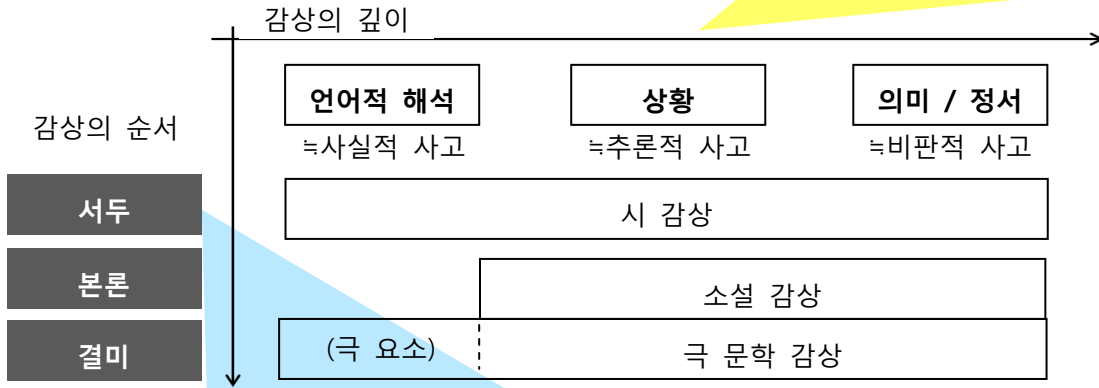 감상의 깊이
언어적 해석
상황
의미 / 정서
감상의 순서
≒사실적 사고
≒추론적 사고
≒비판적 사고
서두
시 감상
본론
소설 감상
결미
(극 요소)
극 문학 감상